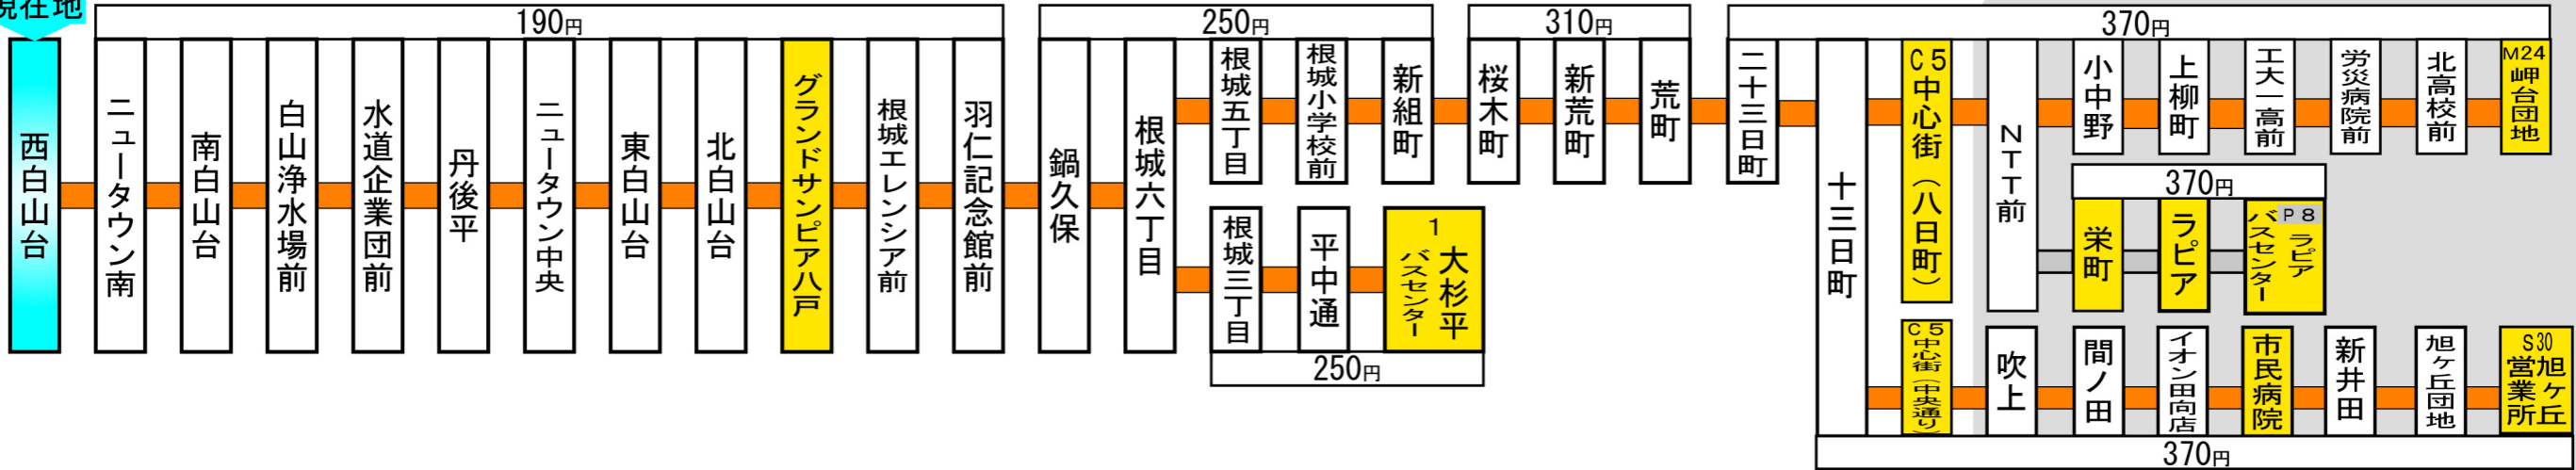 現在地
190円
250円
310円
370円
西白山台
ニュータウン南
南白山台
白山浄水場前
水道企業団前
丹後平
ニュータウン中央
東白山台
北白山台
グランドサンピア八戸
根城エレンシア前
羽仁記念館前
鍋久保
根城六丁目
根城五丁目
根城小学校前
新組町
桜木町
新荒町
荒町
二十三日町
十三日町
C5
中心街(八日町)
NTT前
小中野
上柳町
工大一高前
労災病院前
北高校前
M24
岬台団地
根城三丁目
平中通
1
大杉平
バスセンター
250円
370円
栄町
ラピア
P8
ラピア
バスセンター
C5
中心街(中央通り)
吹上
間ノ田
イオン田向店
市民病院
新井田
旭ヶ丘団地
S30
旭ヶ丘
営業所
370円